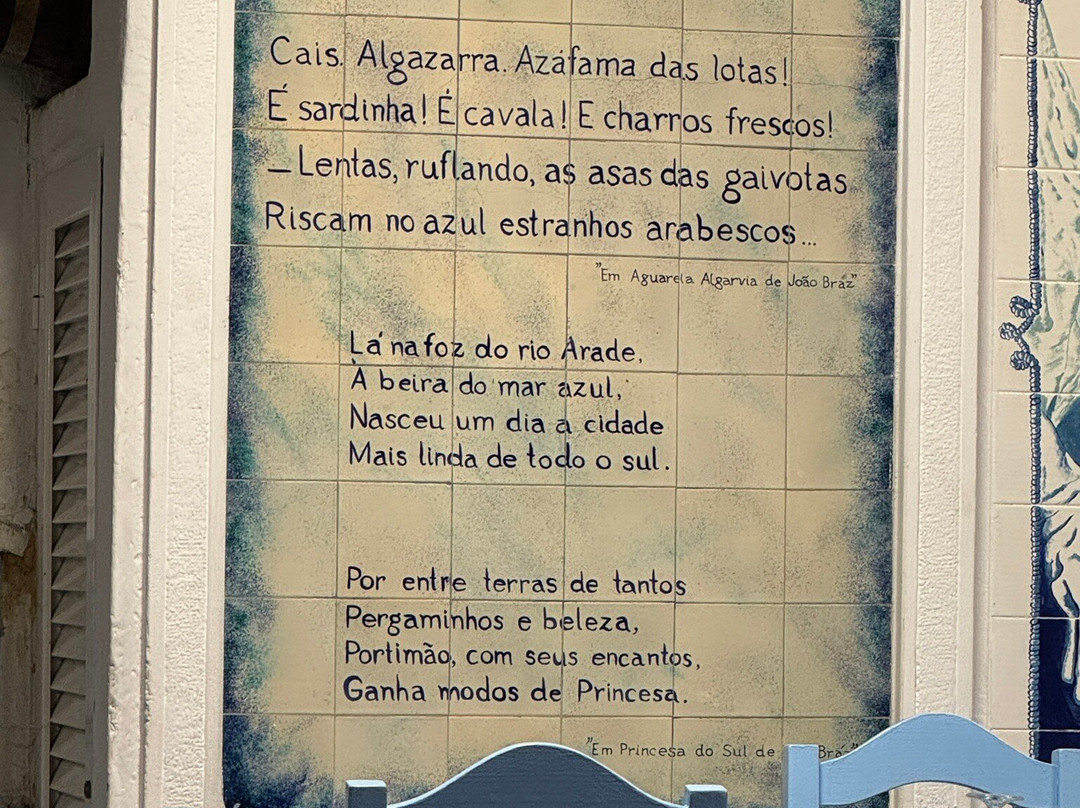 Cais. Algazarra. Azáfama das lotas!
É sardinha! É cavala! E charros frescos!
— Lentas, ruflando, as asas das gaivotas
Riscam no azul estranhos arabescos...
"Em Aguarela Algarvia de João Bráz"
Lá na foz do rio Arade,
À beira do mar azul,
Nasceu um dia a cidade
Mais linda de todo o sul.
Por entre terras de tantos
Pergaminhos e beleza,
Portimão, com seus encantos,
Ganha modos de Princesa.
"Em Princesa do Sul de